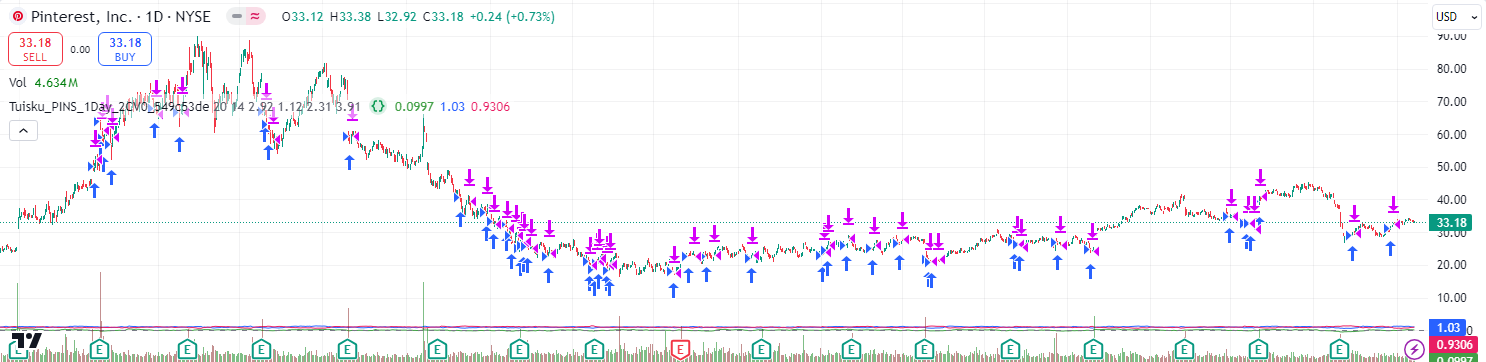 Pinterest, Inc. · 1D · NYSE O33.12 H33.38 L32.92 C33.18 +0.24 (+0.73%)
USD
33.18 SELL 0.00 33.18 BUY
Vol 4.634M
Tuisku_PINS_1Day_2CV0_549c53de 20 14 2.92 1.12 2.31 3.91 0.0997 1.03 0.9306
90.00
80.00
70.00
60.00
50.00
40.00
33.18
30.00
20.00
10.00
1.03
0.9306
0.0997
E E E E E E E E E E E E E E E E E